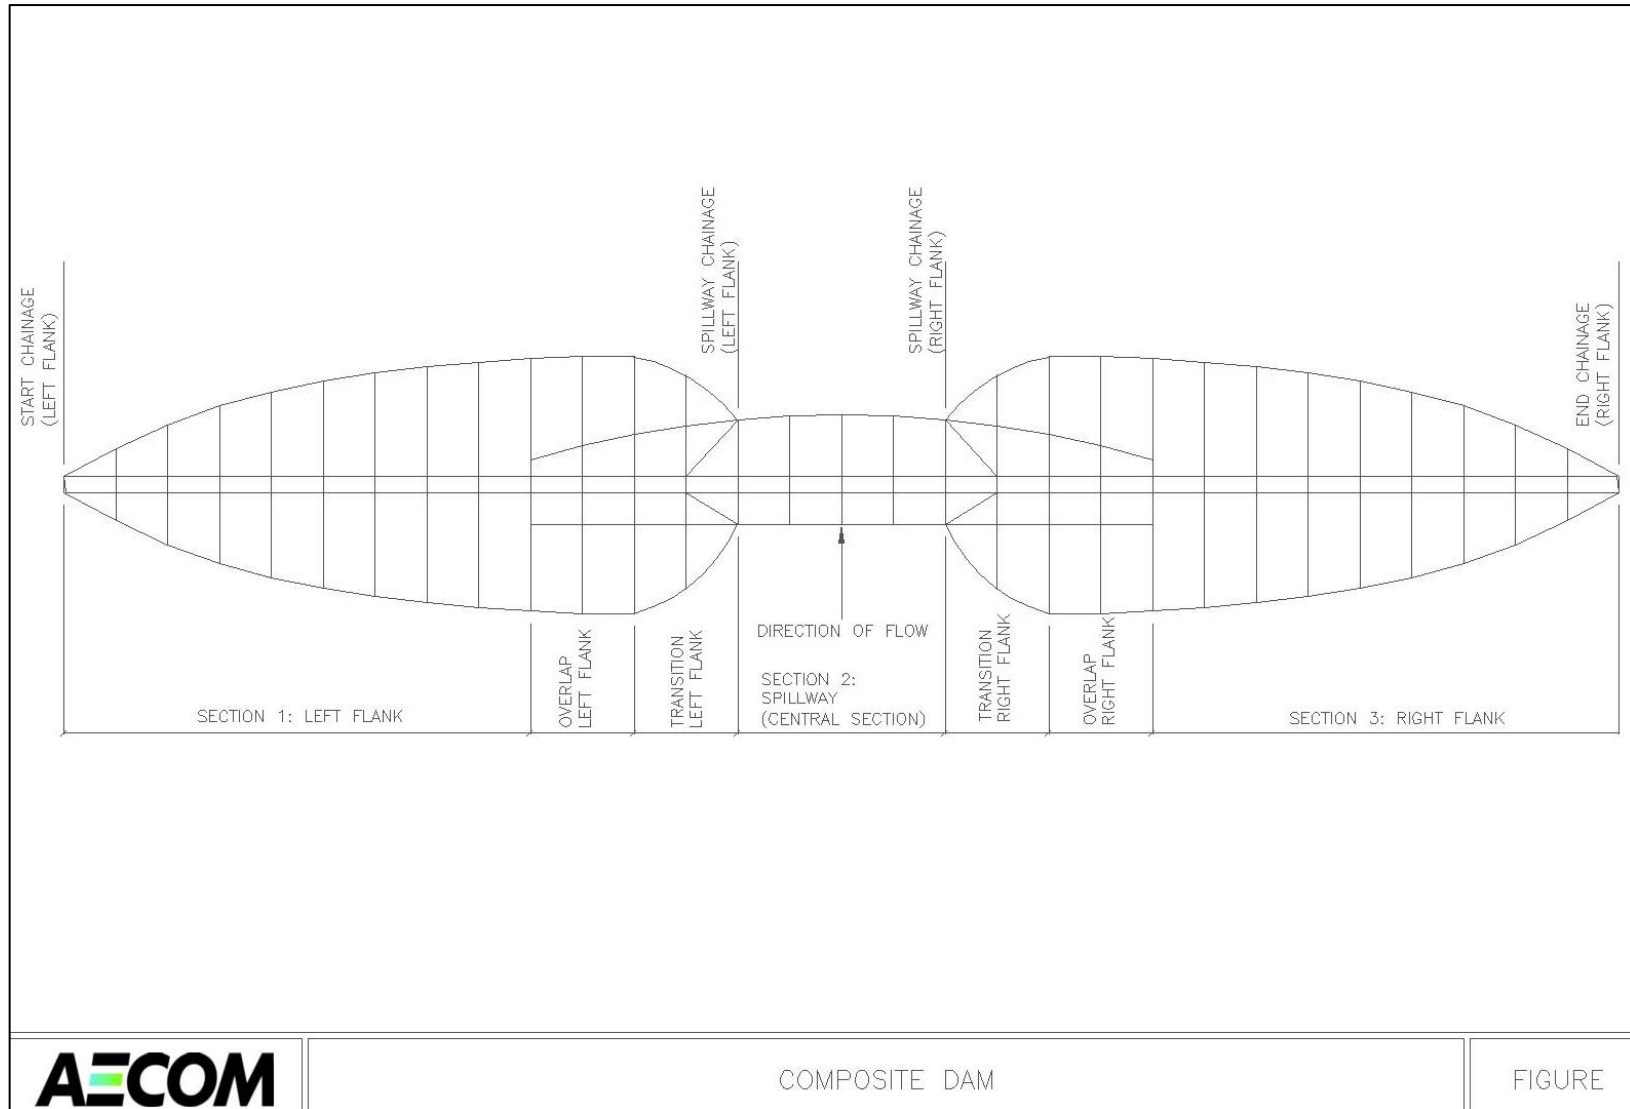 START CHAINAGE
(LEFT FLANK)
SPILLWAY CHAINAGE
(LEFT FLANK)
SPILLWAY CHAINAGE
(RIGHT FLANK)
END CHAINAGE
(RIGHT FLANK)
DIRECTION OF FLOW
SECTION 1: LEFT FLANK
OVERLAP
LEFT FLANK
TRANSITION
LEFT FLANK
SECTION 2:
SPILLWAY
(CENTRAL SECTION)
TRANSITION
RIGHT FLANK
OVERLAP
RIGHT FLANK
SECTION 3: RIGHT FLANK
AECOM
COMPOSITE DAM
FIGURE